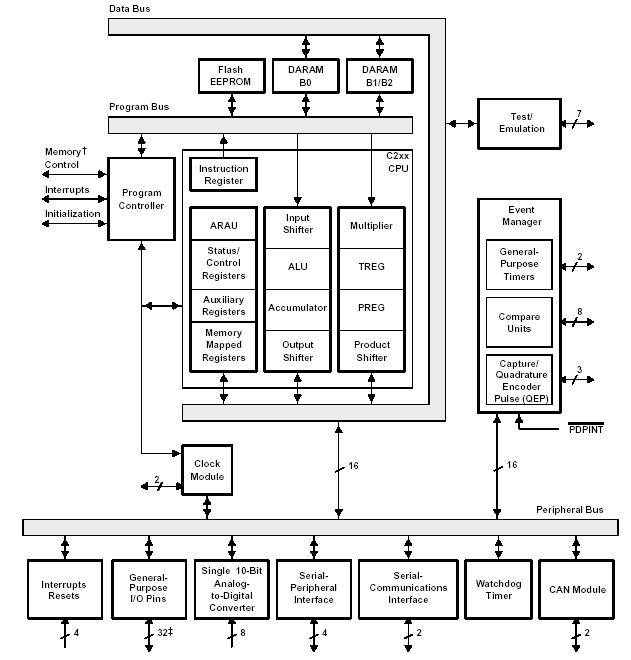 Data Bus
Flash
EEPROM
DARAM
B0
DARAM
B1/B2
Program Bus
Test/
Emulation
7
C2xx
CPU
Memory†
Control
Interrupts
Initialization
Program
Controller
Instruction
Register
ARAU
Status/
Control
Registers
Auxiliary
Registers
Memory
Mapped
Registers
Input
Shifter
ALU
Accumulator
Output
Shifter
Multiplier
TREG
PREG
Product
Shifter
Event
Manager
General-
Purpose
Timers
2
Compare
Units
8
Capture/
Quadrature
Encoder
Pulse (QEP)
3
PDPINT
Clock
Module
2
16
16
Peripheral Bus
Interrupts
Resets
4
General-
Purpose
I/O Pins
32‡
Single 10-Bit
Analog-
to-Digital
Converter
8
Serial-
Peripheral
Interface
4
Serial-
Communications
Interface
2
Watchdog
Timer
CAN Module
2